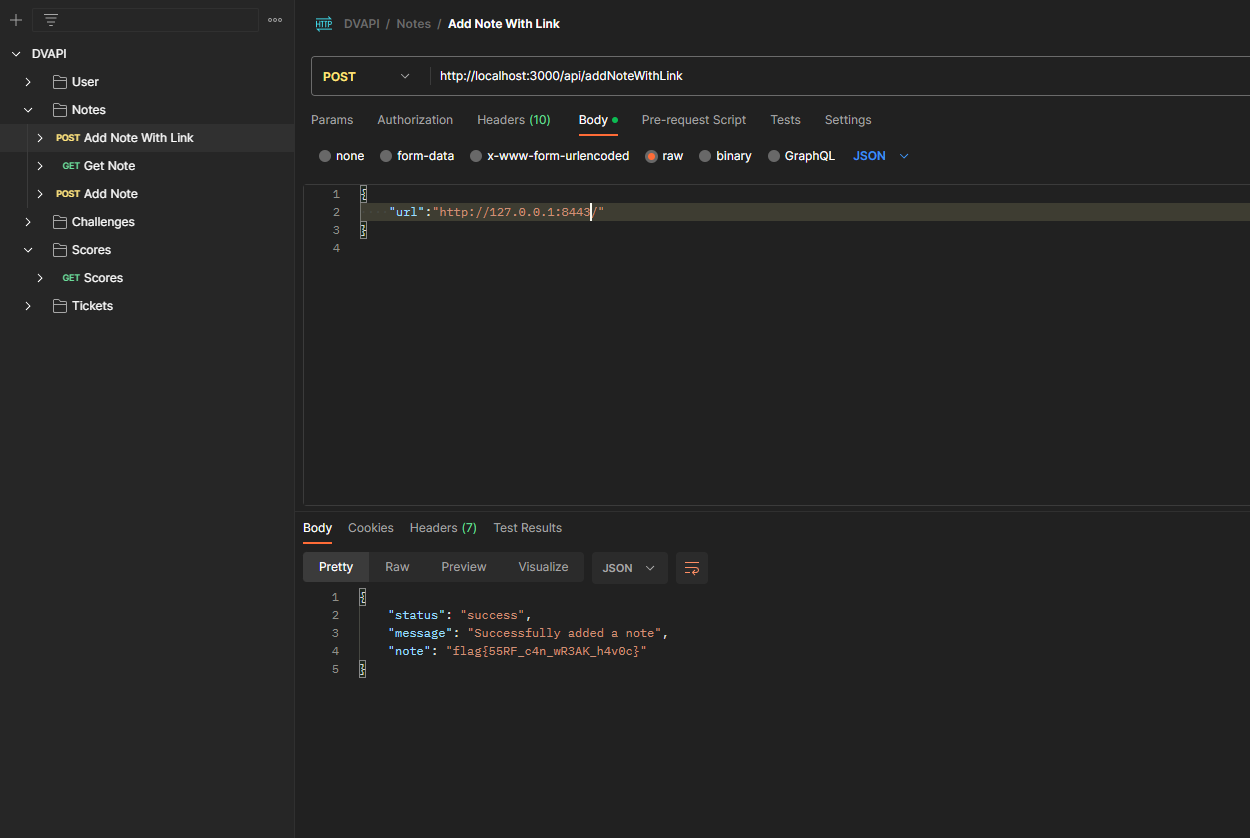 DVAPI
User
Notes
POST Add Note With Link
GET Get Note
POST Add Note
Challenges
Scores
GET Scores
Tickets
HTTP DVAPI / Notes / Add Note With Link
POST http://localhost:3000/api/addNoteWithLink
Params Authorization Headers (10) Body Pre-request Script Tests Settings
none form-data x-www-form-urlencoded raw binary GraphQL JSON
1 {
2 "url":"http://127.0.0.1:8443/"
3 }
4
Body Cookies Headers (7) Test Results
Pretty Raw Preview Visualize JSON
1 {
2 "status": "success",
3 "message": "Successfully added a note",
4 "note": "flag{55RF_c4n_wR3AK_h4v0c}"
5 }